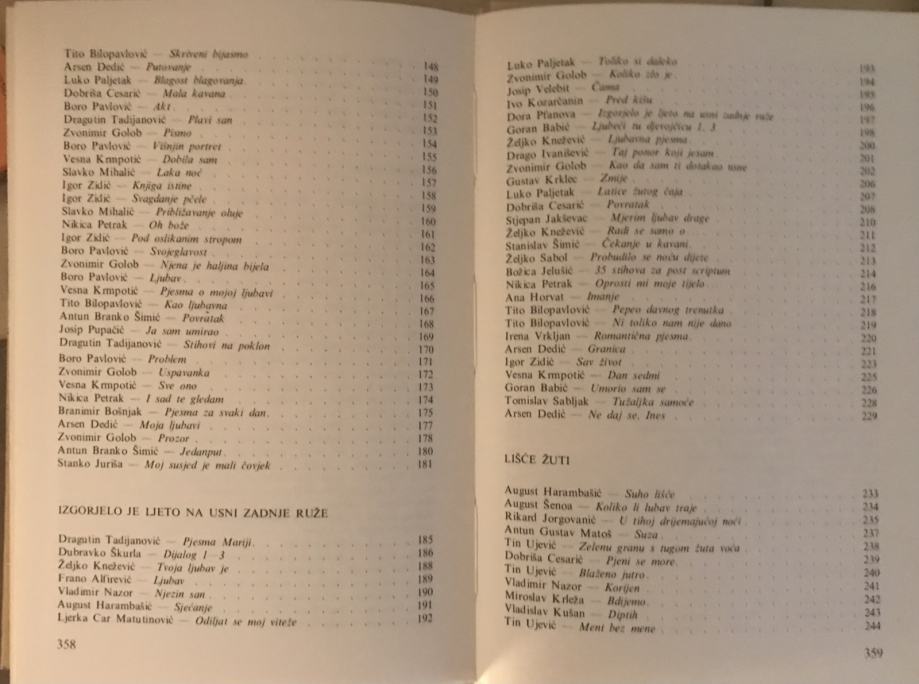 Tito Bilopavlović — Skriveni bijasmo 148
Arsen Dedić — Putovanje 149
Luko Paljetak — Blagost blagovanja 150
Dobriša Cesarić — Mala kavana 151
Boro Pavlović — Akt 152
Dragutin Tadijanović — Plavi san 153
Zvonimir Golob — Pismo 154
Boro Pavlović — Višnjin portret 155
Vesna Krmpotić — Dobila sam 156
Slavko Mihalić — Laka noć 157
Igor Zidić — Knjiga istine 158
Igor Zidić — Svagdanje pčele 159
Slavko Mihalić — Približavanje oluje 160
Nikica Petrak — Oh bože 161
Igor Zidić — Pod oslikanim stropom 162
Boro Pavlović — Svojeglavost 163
Zvonimir Golob — Njena je haljina bijela 164
Boro Pavlović — Ljubav 165
Vesna Krmpotić — Pjesma o mojoj ljubavi 166
Tito Bilopavlović — Kao ljubavna 167
Antun Branko Šimić — Povratak 168
Josip Pupačić — Ja sam umirao 169
Dragutin Tadijanović — Stihovi na poklon 170
Boro Pavlović — Problem 171
Zvonimir Golob — Uspavanka 172
Vesna Krmpotić — Sve ono 173
Nikica Petrak — I sad te gledam 174
Branimir Bošnjak — Pjesma za svaki dan 175
Arsen Dedić — Moja ljubavi 177
Zvonimir Golob — Prozor 178
Antun Branko Šimić — Jedanput 180
Stanko Juriša — Moj susjed je mali čovjek 181
IZGORJELO JE LJETO NA USNI ZADNJE RUŽE
Dragutin Tadijanović — Pjesma Mariji 185
Dubravko Škurla — Dijalog 1—3 186
Željko Knežević — Tvoja ljubav je 188
Frano Alfirević — Ljubav 189
Vladimir Nazor — Njezin san 190
August Harambašić — Sjećanje 191
Ljerka Car Matutinović — Odiljat se moj viteže 192
358
Luko Paljetak — Toliko si daleko 193
Zvonimir Golob — Koliko zlo je 194
Josip Velebit — Čama 195
Ivo Kozarčanin — Pred kišu 196
Dora Pfanova — Izgorjelo je ljeto na usni zadnje ruže 197
Goran Babić — Ljubeći tu djevojčicu 1, 3 198
Željko Knežević — Ljubavna pjesma 200
Drago Ivanišević — Taj ponor koji jesam 201
Zvonimir Golob — Kao da sam ti dotakao usne 202
Gustav Krklec — Zmije 206
Luko Paljetak — Latice žutog čaja 207
Dobriša Cesarić — Povratak 208
Stjepan Jakševac — Mjerim ljubav drage 210
Željko Knežević — Radi se samo o 211
Stanislav Šimić — Čekanje u kavani 212
Željko Sabol — Probudilo se noću dijete 213
Božica Jelušić — 35 stihova za post scriptum 214
Nikica Petrak — Oprosti mi moje tijelo 216
Ana Horvat — Imanje 217
Tito Bilopavlović — Pepeo davnog trenutka 218
Tito Bilopavlović — Ni toliko nam nije dano 219
Irena Vrkljan — Romantična pjesma 220
Arsen Dedić — Granica 221
Igor Zidić — Sav život 223
Vesna Krmpotić — Dan sedmi 225
Goran Babić — Umorio sam se 226
Tomislav Sabljak — Tužaljka samoće 228
Arsen Dedić — Ne daj se, Ines 229
LIŠĆE ŽUTI
August Harambašić — Suho lišće 233
August Šenoa — Koliko li lubav traje 234
Rikard Jorgovanić — U tihoj drijemajućoj noći 235
Antun Gustav Matoš — Suza 237
Tin Ujević — Zelenu granu s tugom žuta voća 238
Dobriša Cesarić — Pjeni se more 239
Tin Ujević — Blaženo jutro 240
Vladimir Nazor — Korijen 241
Miroslav Krleža — Bdijemo 242
Vladislav Kušan — Diptih 243
Tin Ujević — Meni bez mene 244
359